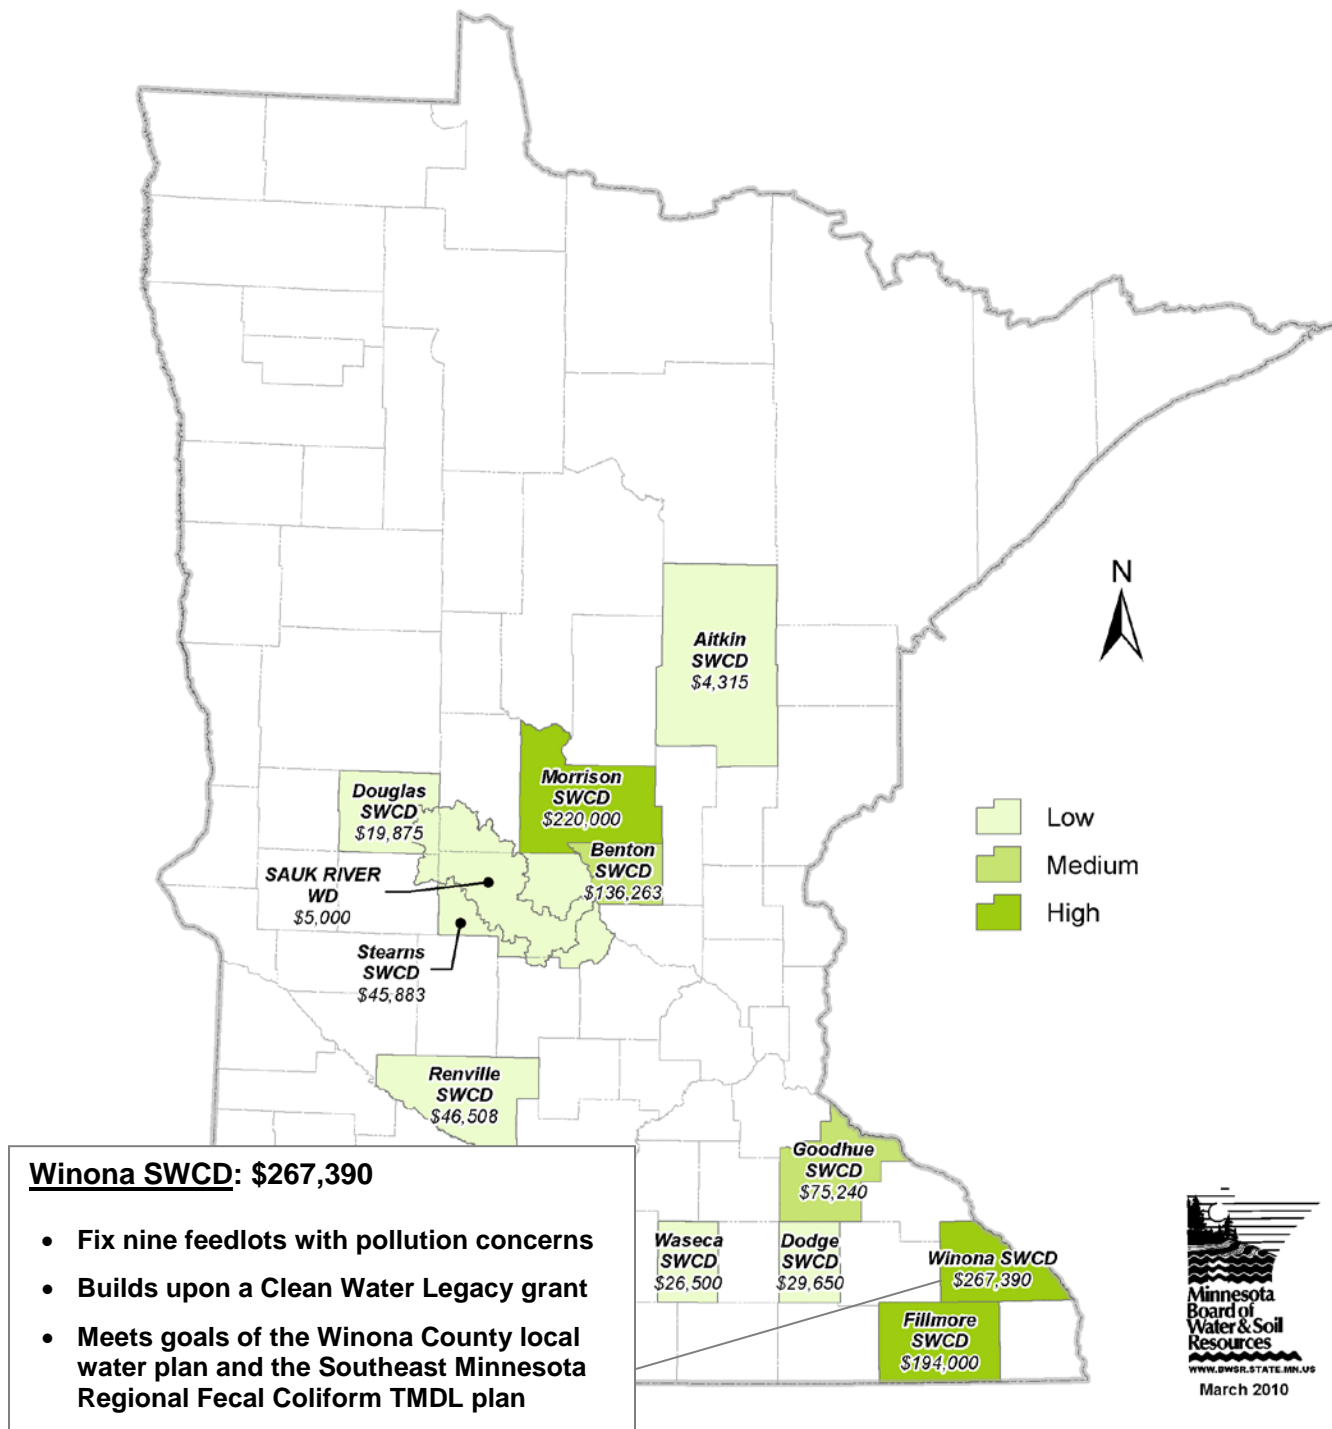 N
Aitkin
SWCD
$4,315
Morrison
SWCD
$220,000
Douglas
SWCD
$19,875
Benton
SWCD
$136,263
SAUK RIVER
WD
$5,000
Stearns
SWCD
$45,883
Low
Medium
High
Renville
SWCD
$46,508
Goodhue
SWCD
$75,240
Waseca
SWCD
$26,500
Dodge
SWCD
$29,650
Winona SWCD
$267,390
Fillmore
SWCD
$194,000
Winona SWCD: $267,390
• Fix nine feedlots with pollution concerns
• Builds upon a Clean Water Legacy grant
• Meets goals of the Winona County local
water plan and the Southeast Minnesota
Regional Fecal Coliform TMDL plan
Minnesota
Board of
Water & Soil
Resources
WWW.BWSR.STATE.MN.US
March 2010